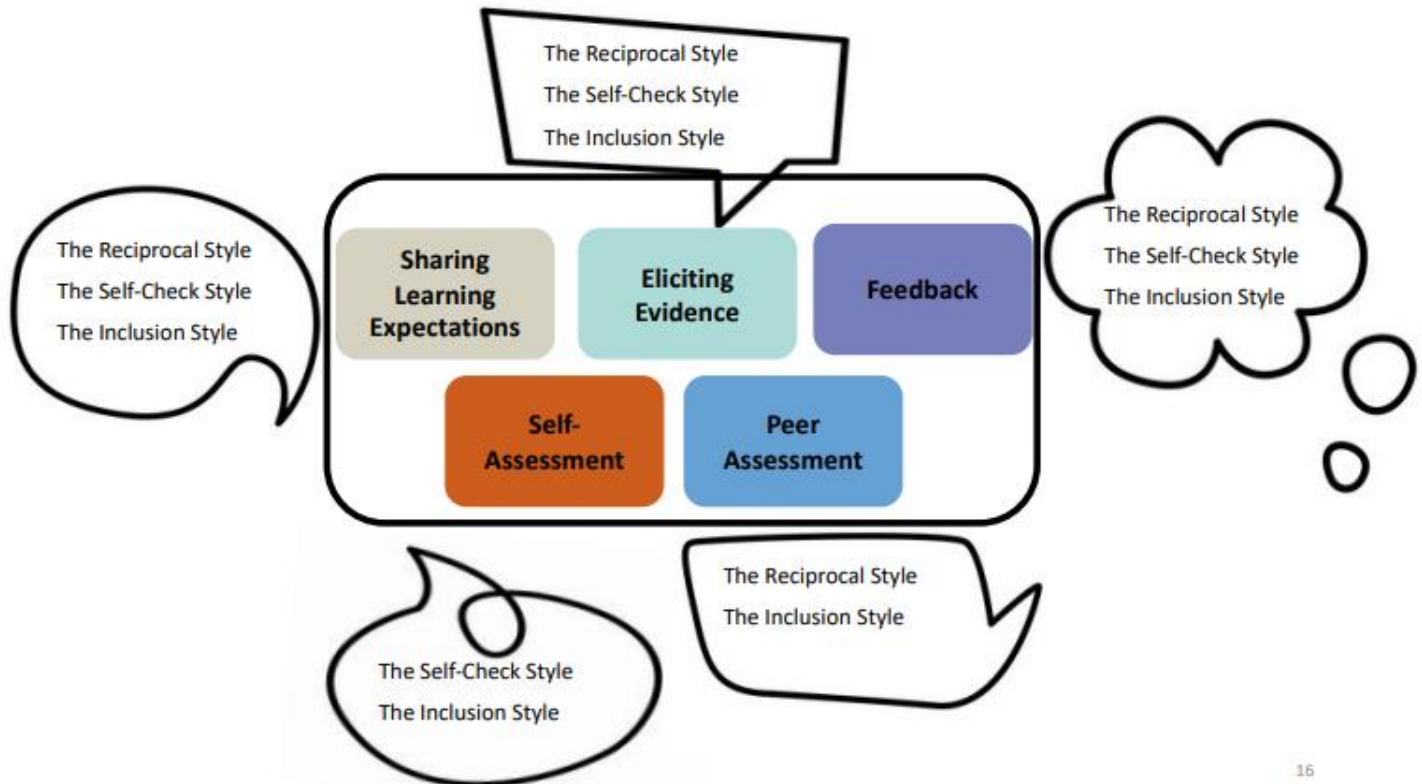 The Reciprocal Style
The Self-Check Style
The Inclusion Style
The Reciprocal Style
The Self-Check Style
The Inclusion Style
Sharing
Learning
Expectations
Eliciting
Evidence
Feedback
The Reciprocal Style
The Self-Check Style
The Inclusion Style
Self-
Assessment
Peer
Assessment
The Self-Check Style
The Inclusion Style
The Reciprocal Style
The Inclusion Style
16